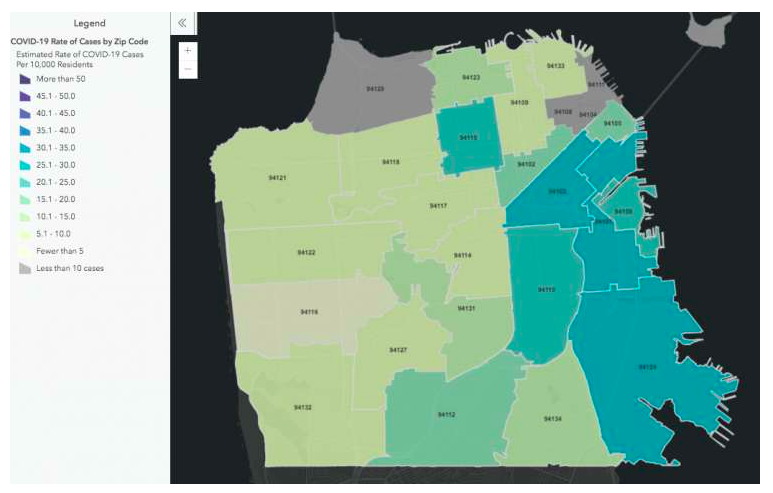 Legend
COVID-19 Rate of Cases by Zip Code
Estimated Rate of COVID-19 Cases
Per 10,000 Residents
More than 50
45.1 - 50.0
40.1 - 45.0
35.1 - 40.0
30.1 - 35.0
25.1 - 30.0
20.1 - 25.0
15.1 - 20.0
10.1 - 15.0
5.1 - 10.0
Fewer than 5
Less than 10 cases
+
−
94133
94123
94129
94111
94109
94108
94104
94105
94115
94118
94102
94121
94103
94117
94114
94122
94110
94131
94116
94127
94124
94132
94112
94134